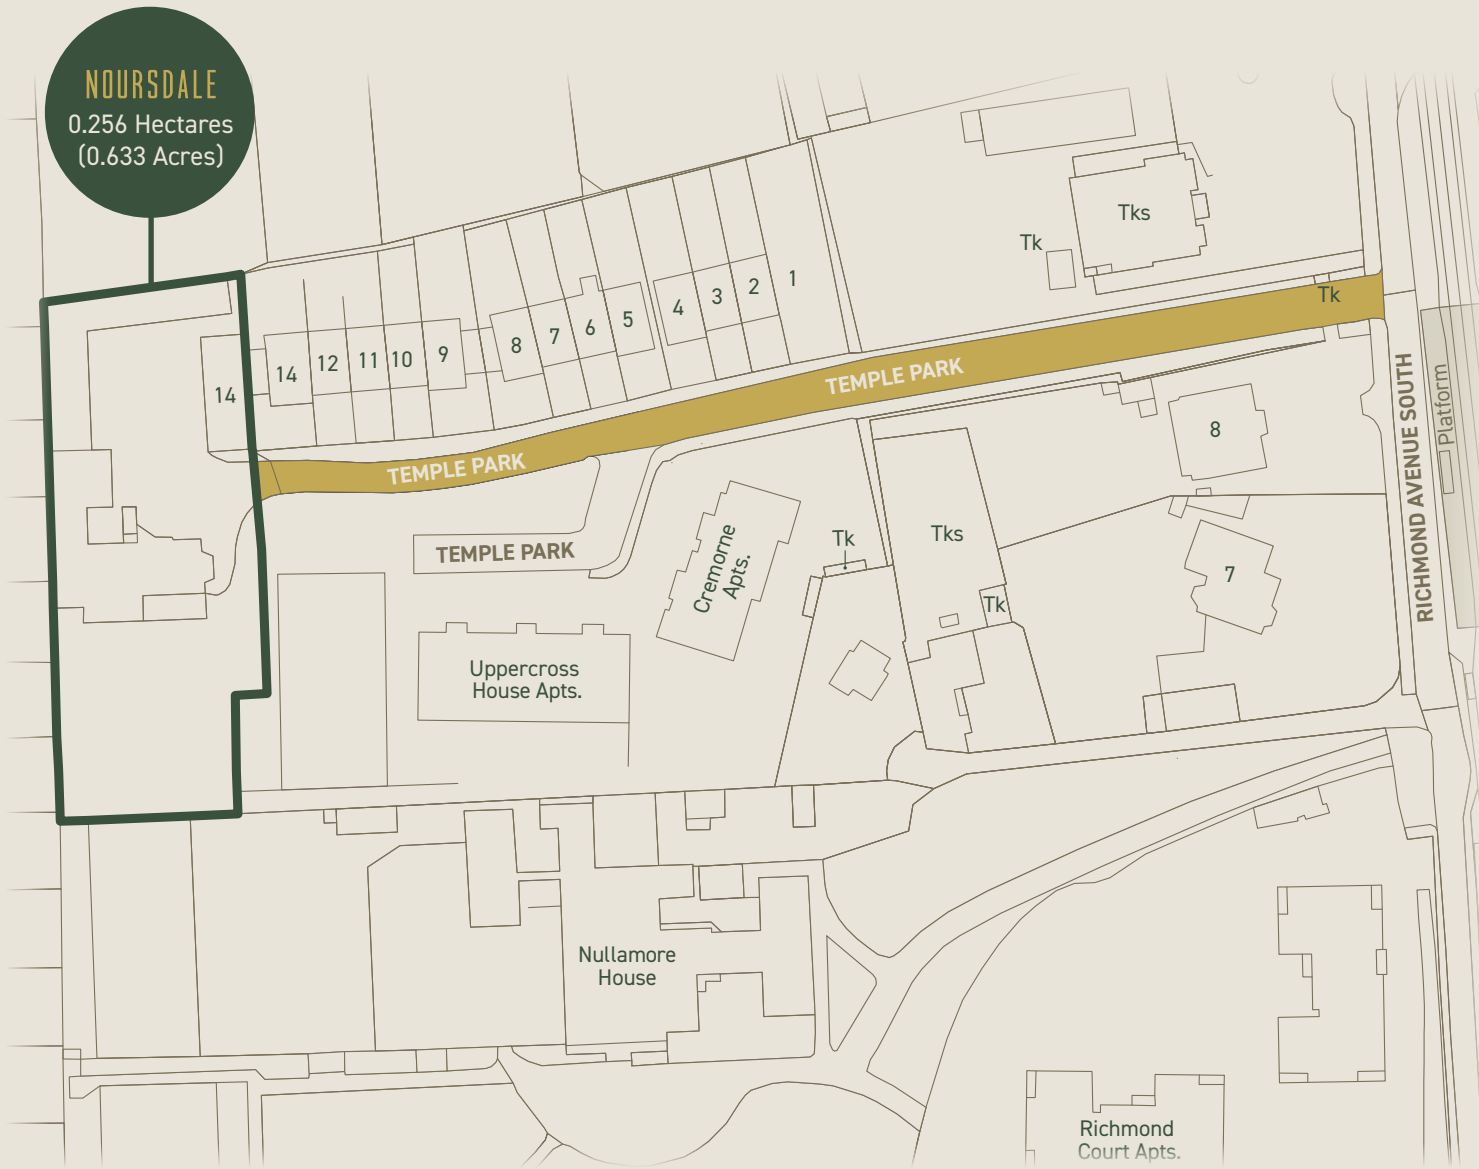 NOURSDALE
0.256 Hectares
(0.633 Acres)
Tks
Tk
Tk
1
2
3
4
5
6
7
8
9
10
11
12
14
14
TEMPLE PARK
TEMPLE PARK
TEMPLE PARK
RICHMOND AVENUE SOUTH
Platform
8
7
Tks
Tk
Tk
Cremorne
Apts.
Uppercross
House Apts.
Nullamore
House
Richmond
Court Apts.